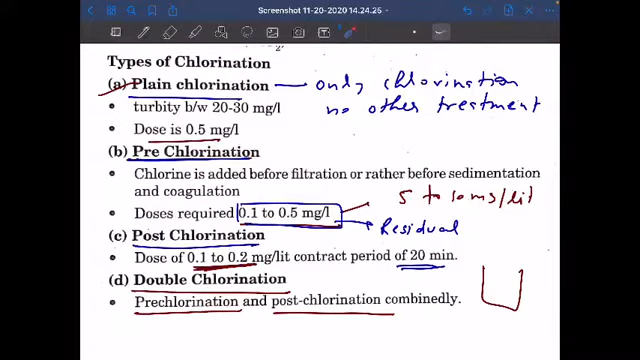 Screenshot 11-20-2020 14.24.25
Types of Chlorination
(a) Plain chlorination
only chlorination
• turbity b/w 20-30 mg/l
no other treatment
• Dose is 0.5 mg/l
(b) Pre Chlorination
• Chlorine is added before filtration or rather before sedimentation
and coagulation
5 to 10 mg/lit
• Doses required 0.1 to 0.5 mg/l
Residual
(c) Post Chlorination
• Dose of 0.1 to 0.2 mg/lit contract period of 20 min.
(d) Double Chlorination
• Prechlorination and post-chlorination combinedly.